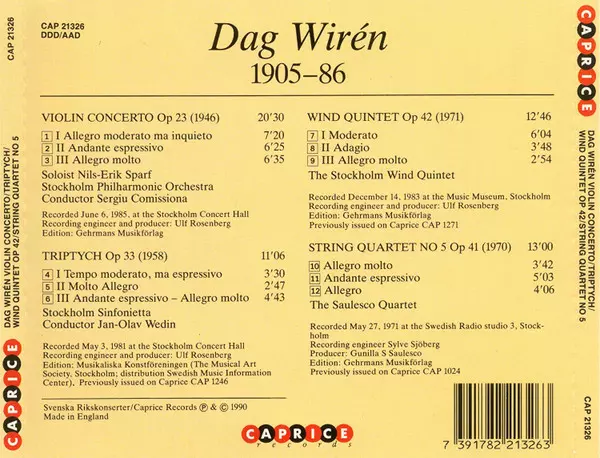 CAP 21326
DDD/AAD
Dag Wirén
1905–86
VIOLIN CONCERTO Op 23 (1946) 20'30
1 I Allegro moderato ma inquieto 7'20
2 II Andante espressivo 6'25
3 III Allegro molto 6'35
Soloist Nils-Erik Sparf
Stockholm Philharmonic Orchestra
Conductor Sergiu Comissiona
Recorded June 6, 1985, at the Stockholm Concert Hall
Recording engineer and producer: Ulf Rosenberg
Edition: Gehrmans Musikförlag
TRIPTYCH Op 33 (1958) 11'06
4 I Tempo moderato, ma espressivo 3'30
5 II Molto Allegro 2'47
6 III Andante espressivo – Allegro molto 4'43
Stockholm Sinfonietta
Conductor Jan-Olav Wedin
Recorded May 3, 1981 at the Stockholm Concert Hall
Recording engineer and producer: Ulf Rosenberg
Edition: Musikaliska Konstföreningen (The Musical Art
Society, Stockholm; distribution Swedish Music Information
Center), Previously issued on Caprice CAP 1246
Svenska Rikskonserter/Caprice Records ℗ & © 1990
Made in England
WIND QUINTET Op 42 (1971) 12'46
7 I Moderato 6'04
8 II Adagio 3'48
9 III Allegro molto 2'54
The Stockholm Wind Quintet
Recorded December 14, 1983 at the Music Museum, Stockholm
Recording engineer and producer: Ulf Rosenberg
Edition: Gehrmans Musikförlag
Previously issued on Caprice CAP 1271
STRING QUARTET NO 5 Op 41 (1970) 13'00
10 Allegro molto 3'42
11 Andante espressivo 5'03
12 Allegro 4'06
The Saulesco Quartet
Recorded May 27, 1971 at the Swedish Radio studio 3, Stock-
holm
Recording engineer Sylve Sjöberg
Producer: Gunilla S Saulesco
Edition: Gehrmans Musikförlag
Previously issued on Caprice CAP 1024
CAPRICE
records
7 391782 213263
CAP 21326
DAG WIRÉN VIOLIN CONCERTO/TRIPTYCH/
WIND QUINTET OP 42/STRING QUARTET NO 5
CAPRICE
CAPRICE
DAG WIRÉN VIOLIN CONCERTO/TRIPTYCH/
WIND QUINTET OP 42/STRING QUARTET NO 5
CAP 21326